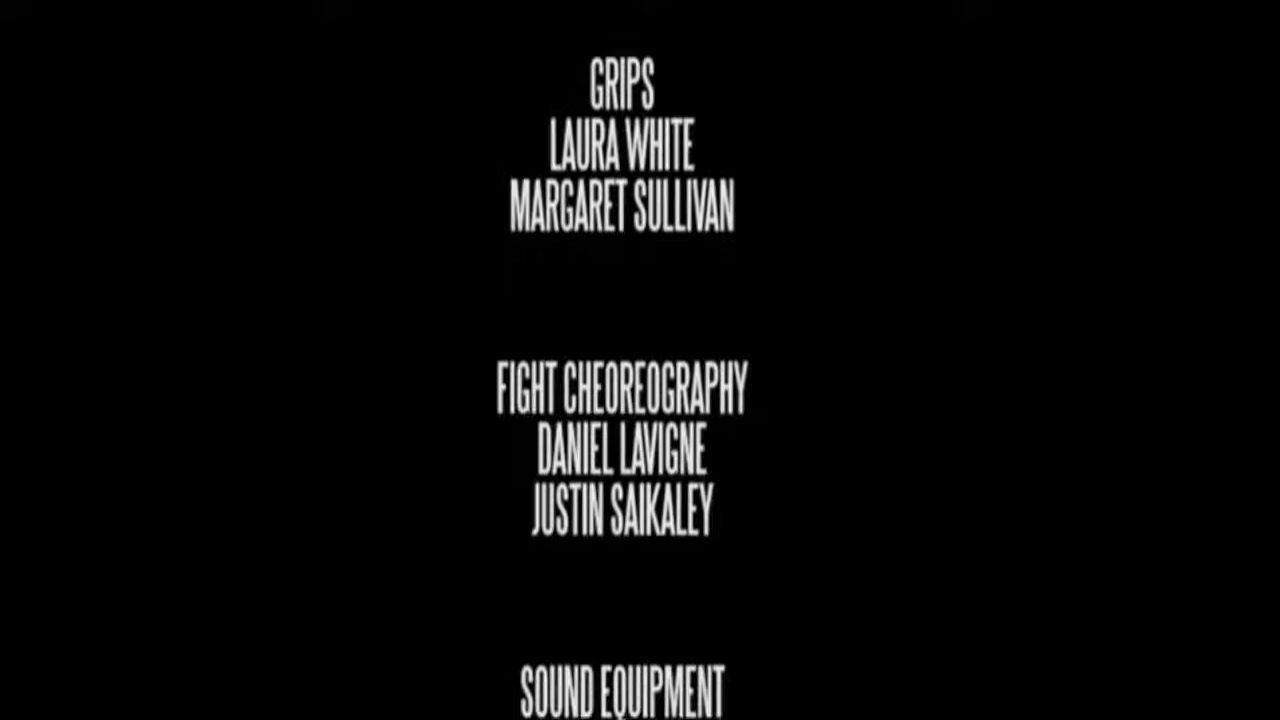 GRIPS
LAURA WHITE
MARGARET SULLIVAN
FIGHT CHEOREOGRAPHY
DANIEL LAVIGNE
JUSTIN SAIKALEY
SOUND EQUIPMENT